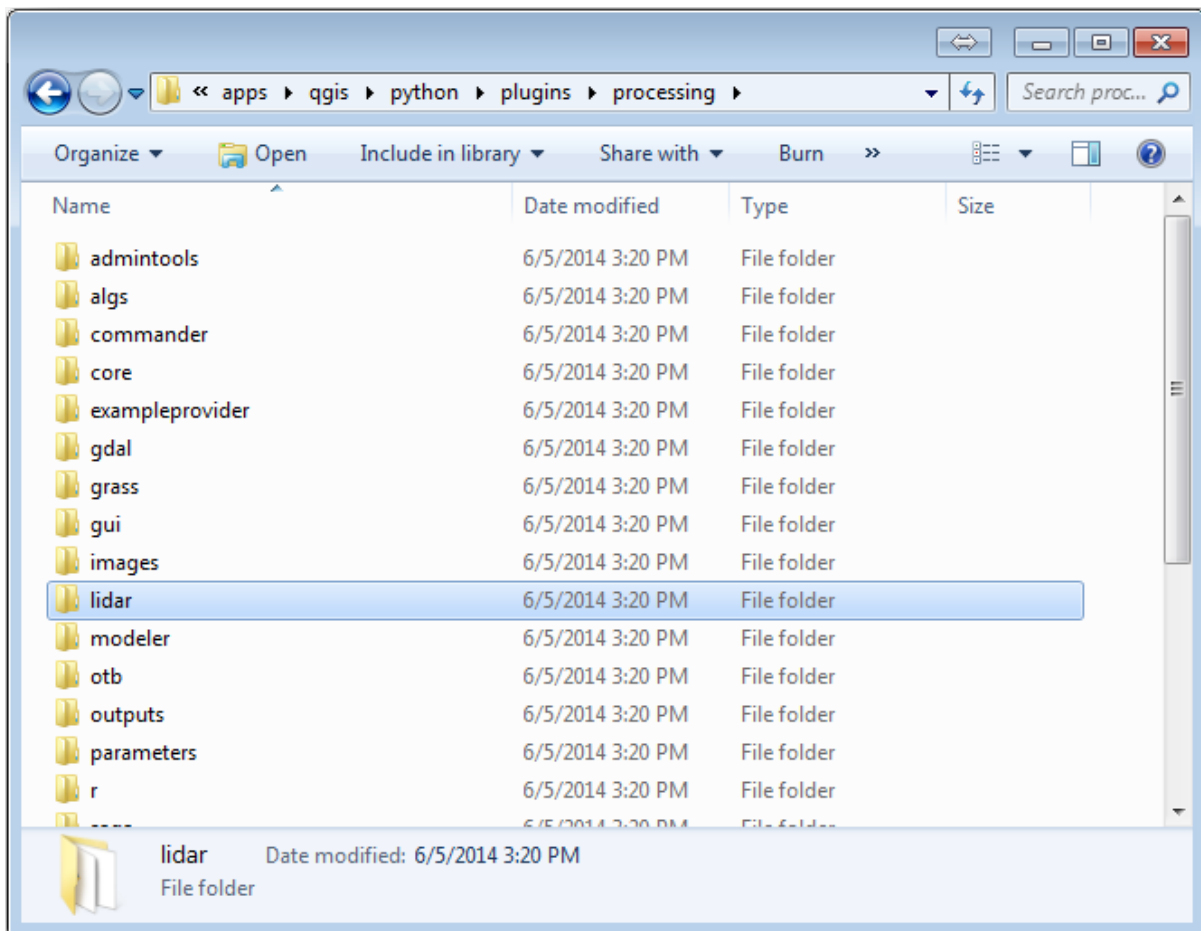 « apps ▸ qgis ▸ python ▸ plugins ▸ processing ▸ Search proc...
Organize Open Include in library Share with Burn »
Name Date modified Type Size
admintools 6/5/2014 3:20 PM File folder
algs 6/5/2014 3:20 PM File folder
commander 6/5/2014 3:20 PM File folder
core 6/5/2014 3:20 PM File folder
exampleprovider 6/5/2014 3:20 PM File folder
gdal 6/5/2014 3:20 PM File folder
grass 6/5/2014 3:20 PM File folder
gui 6/5/2014 3:20 PM File folder
images 6/5/2014 3:20 PM File folder
lidar 6/5/2014 3:20 PM File folder
modeler 6/5/2014 3:20 PM File folder
otb 6/5/2014 3:20 PM File folder
outputs 6/5/2014 3:20 PM File folder
parameters 6/5/2014 3:20 PM File folder
r 6/5/2014 3:20 PM File folder
6/5/2014 3:20 PM File folder
lidar Date modified: 6/5/2014 3:20 PM
File folder